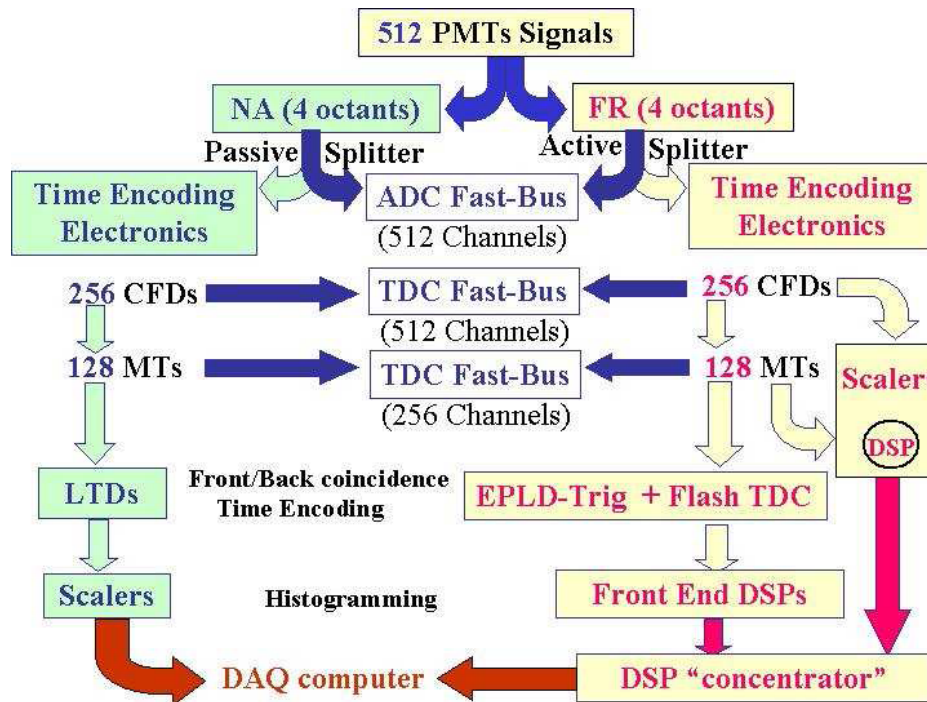 512 PMTs Signals
NA (4 octants)
FR (4 octants)
Passive Splitter
Active Splitter
Time Encoding
Electronics
ADC Fast-Bus
(512 Channels)
Time Encoding
Electronics
256 CFDs
TDC Fast-Bus
(512 Channels)
256 CFDs
128 MTs
TDC Fast-Bus
(256 Channels)
128 MTs
Scaler
DSP
LTDs
Front/Back coincidence
Time Encoding
EPLD-Trig + Flash TDC
Scalers
Histogramming
Front End DSPs
DAQ computer
DSP “concentrator”